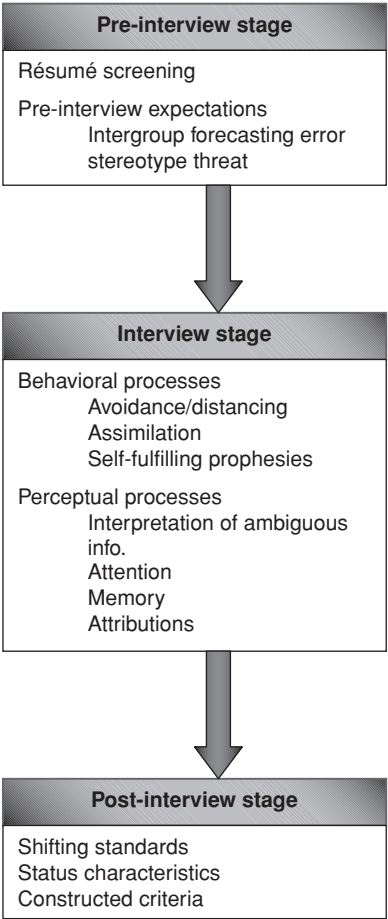 Pre-interview stage
Résumé screening
Pre-interview expectations
Intergroup forecasting error
stereotype threat
Interview stage
Behavioral processes
Avoidance/distancing
Assimilation
Self-fulfilling prophesies
Perceptual processes
Interpretation of ambiguous
info.
Attention
Memory
Attributions
Post-interview stage
Shifting standards
Status characteristics
Constructed criteria